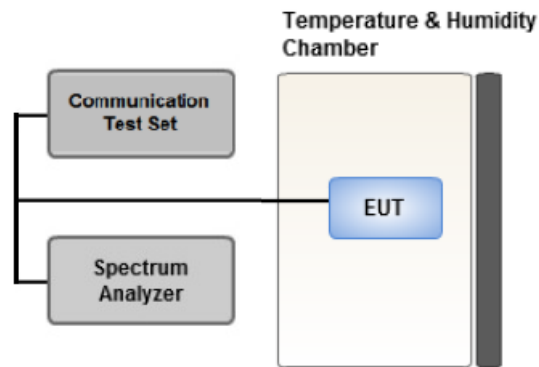 Temperature & Humidity
Chamber
Communication
Test Set
EUT
Spectrum
Analyzer